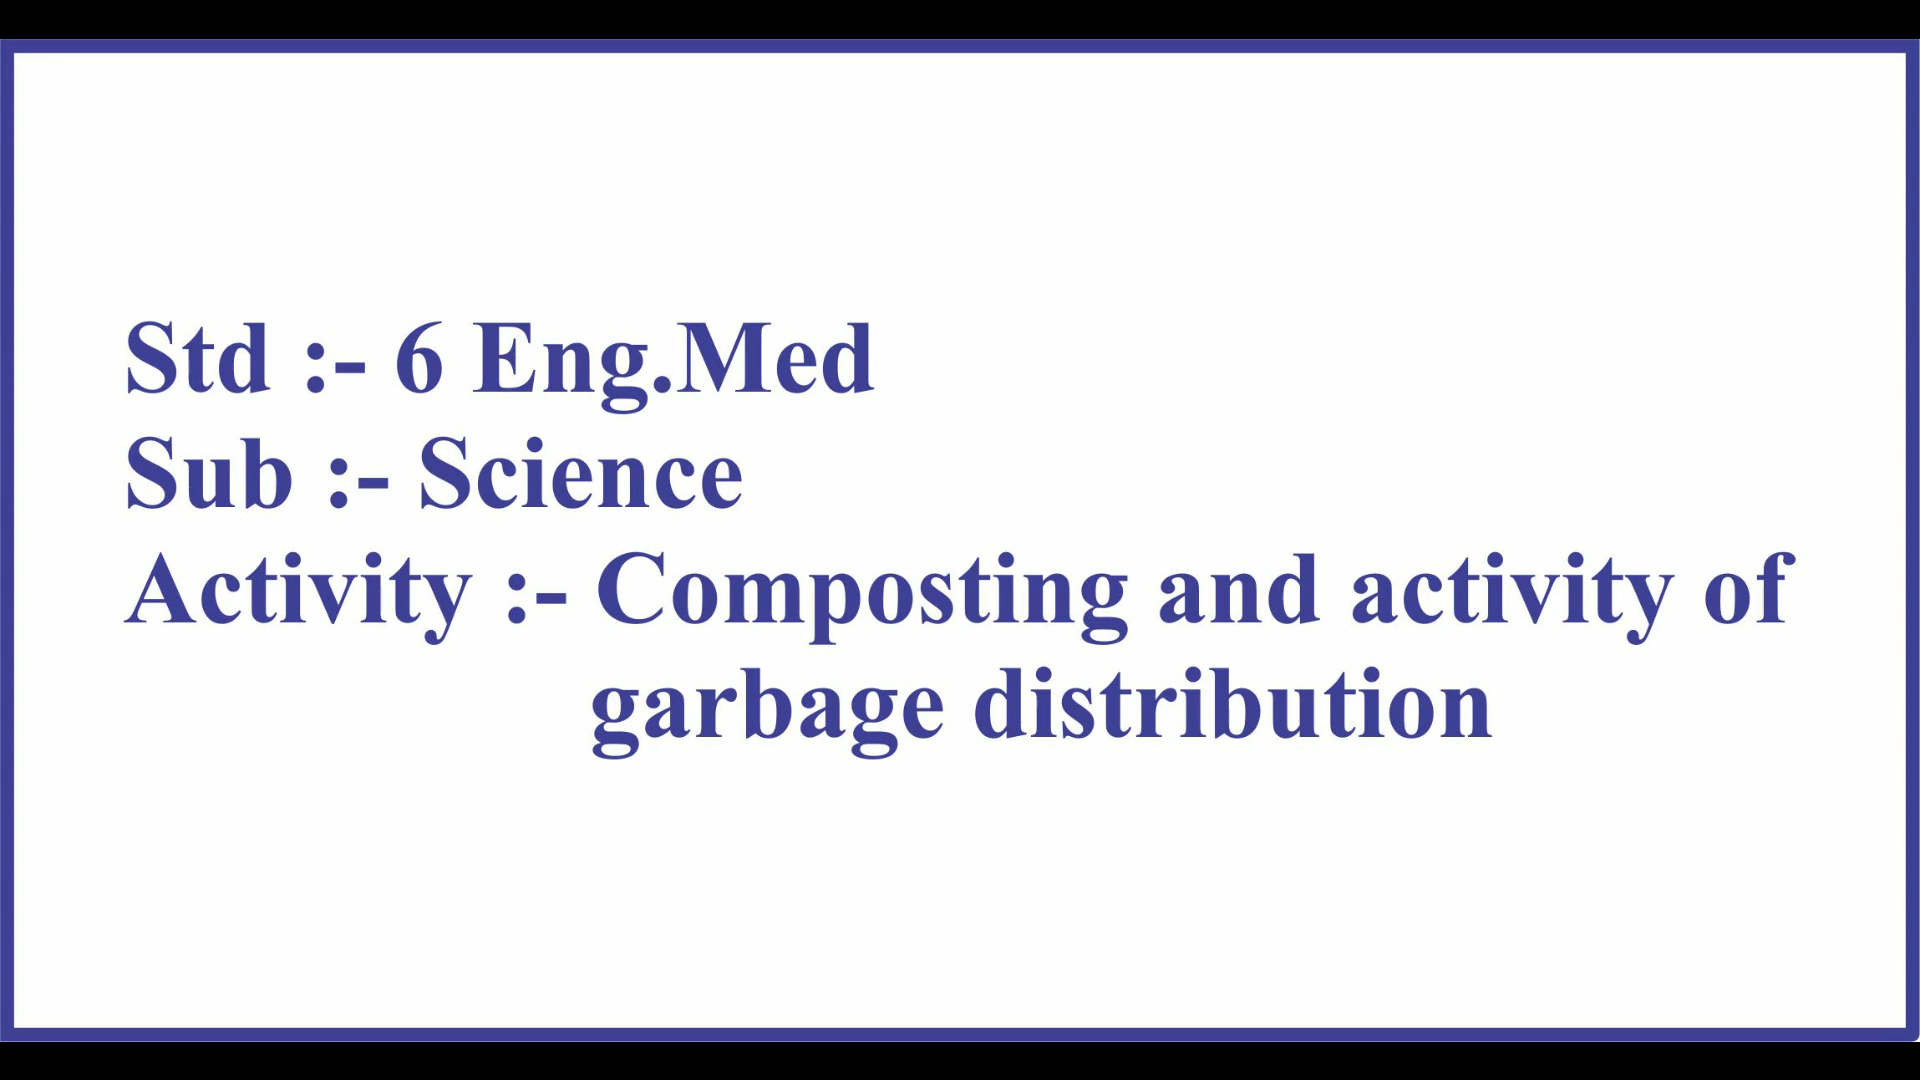 Std :- 6 Eng.Med
Sub :- Science
Activity :- Composting and activity of
garbage distribution